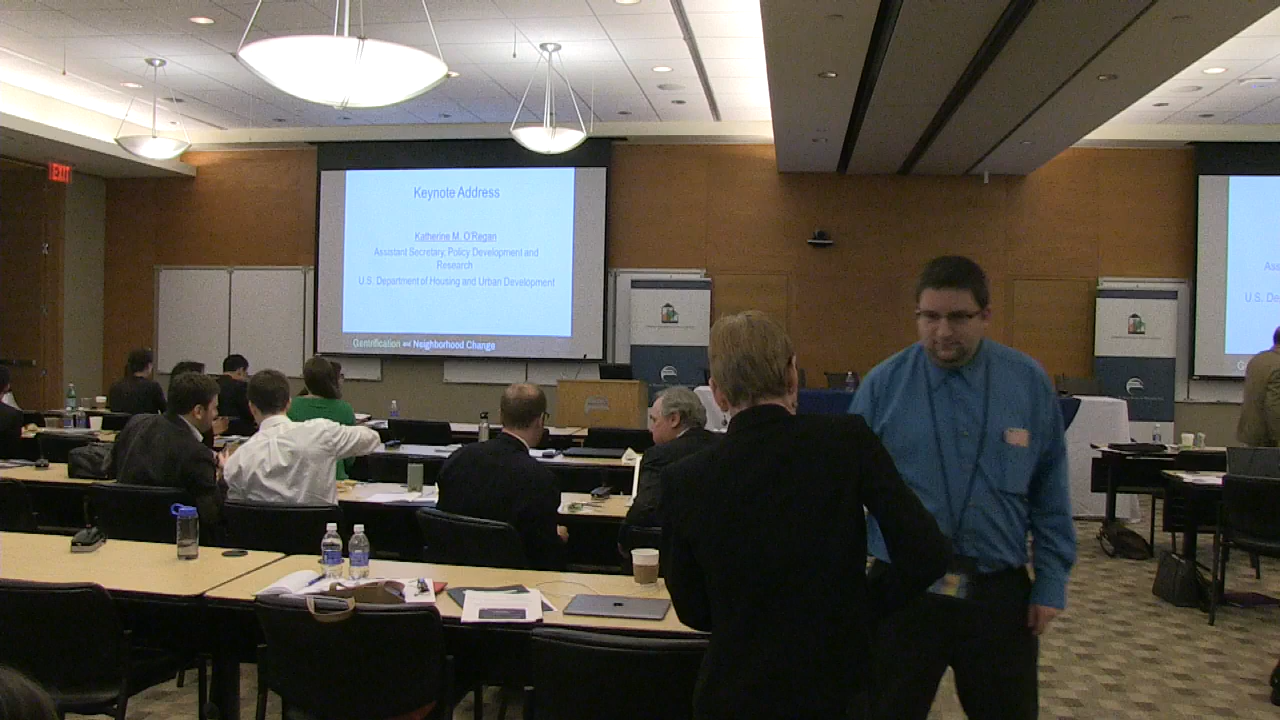 EXIT
Keynote Address
Katherine M. O'Regan
Assistant Secretary, Policy Development and
Research
U.S. Department of Housing and Urban Development
Gentrification and Neighborhood Change
U.S. De